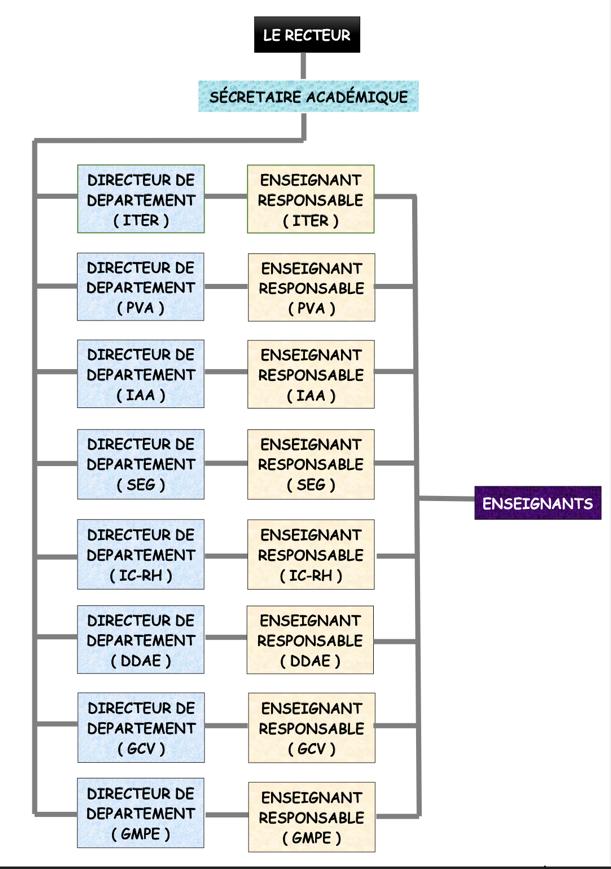 LE RECTEUR
SÉCRETAIRE ACADÉMIQUE
DIRECTEUR DE
DEPARTEMENT
( ITER )
ENSEIGNANT
RESPONSABLE
( ITER )
DIRECTEUR DE
DEPARTEMENT
( PVA )
ENSEIGNANT
RESPONSABLE
( PVA )
DIRECTEUR DE
DEPARTEMENT
( IAA )
ENSEIGNANT
RESPONSABLE
( IAA )
DIRECTEUR DE
DEPARTEMENT
( SEG )
ENSEIGNANT
RESPONSABLE
( SEG )
ENSEIGNANTS
DIRECTEUR DE
DEPARTEMENT
( IC-RH )
ENSEIGNANT
RESPONSABLE
( IC-RH )
DIRECTEUR DE
DEPARTEMENT
( DDAE )
ENSEIGNANT
RESPONSABLE
( DDAE )
DIRECTEUR DE
DEPARTEMENT
( GCV )
ENSEIGNANT
RESPONSABLE
( GCV )
DIRECTEUR DE
DEPARTEMENT
( GMPE )
ENSEIGNANT
RESPONSABLE
( GMPE )